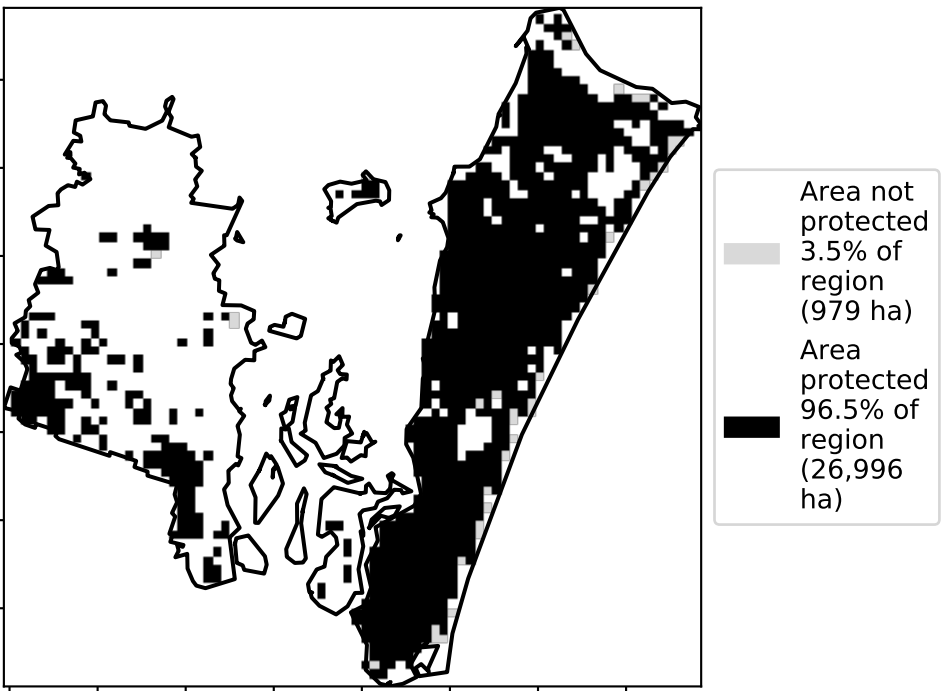 Area not
protected
3.5% of
region
(979 ha)
Area
protected
96.5% of
region
(26,996
ha)